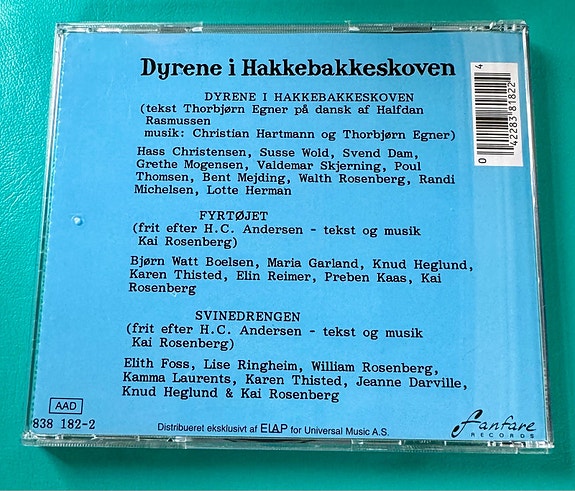 Dyrene i Hakkebakkeskoven
DYRENE I HAKKEBAKKESKOVEN
(tekst Thorbjørn Egner på dansk af Halfdan
Rasmussen
musik: Christian Hartmann og Thorbjørn Egner)
Hass Christensen, Susse Wold, Svend Dam,
Grethe Mogensen, Valdemar Skjerning, Poul
Thomsen, Bent Mejding, Walth Rosenberg, Randi
Michelsen, Lotte Herman
FYRTØJET
(frit efter H.C. Andersen - tekst og musik
Kai Rosenberg)
Bjørn Watt Boelsen, Maria Garland, Knud Heglund,
Karen Thisted, Elin Reimer, Preben Kaas, Kai
Rosenberg
SVINEDRENGEN
(frit efter H.C. Andersen - tekst og musik
Kai Rosenberg)
Elith Foss, Lise Ringheim, William Rosenberg,
Kamma Laurents, Karen Thisted, Jeanne Darville,
Knud Heglund & Kai Rosenberg
AAD
838 182-2
Distribueret eksklusivt af ELAP for Universal Music A.S.
fanfare
RECORDS
0 42283 81822 4